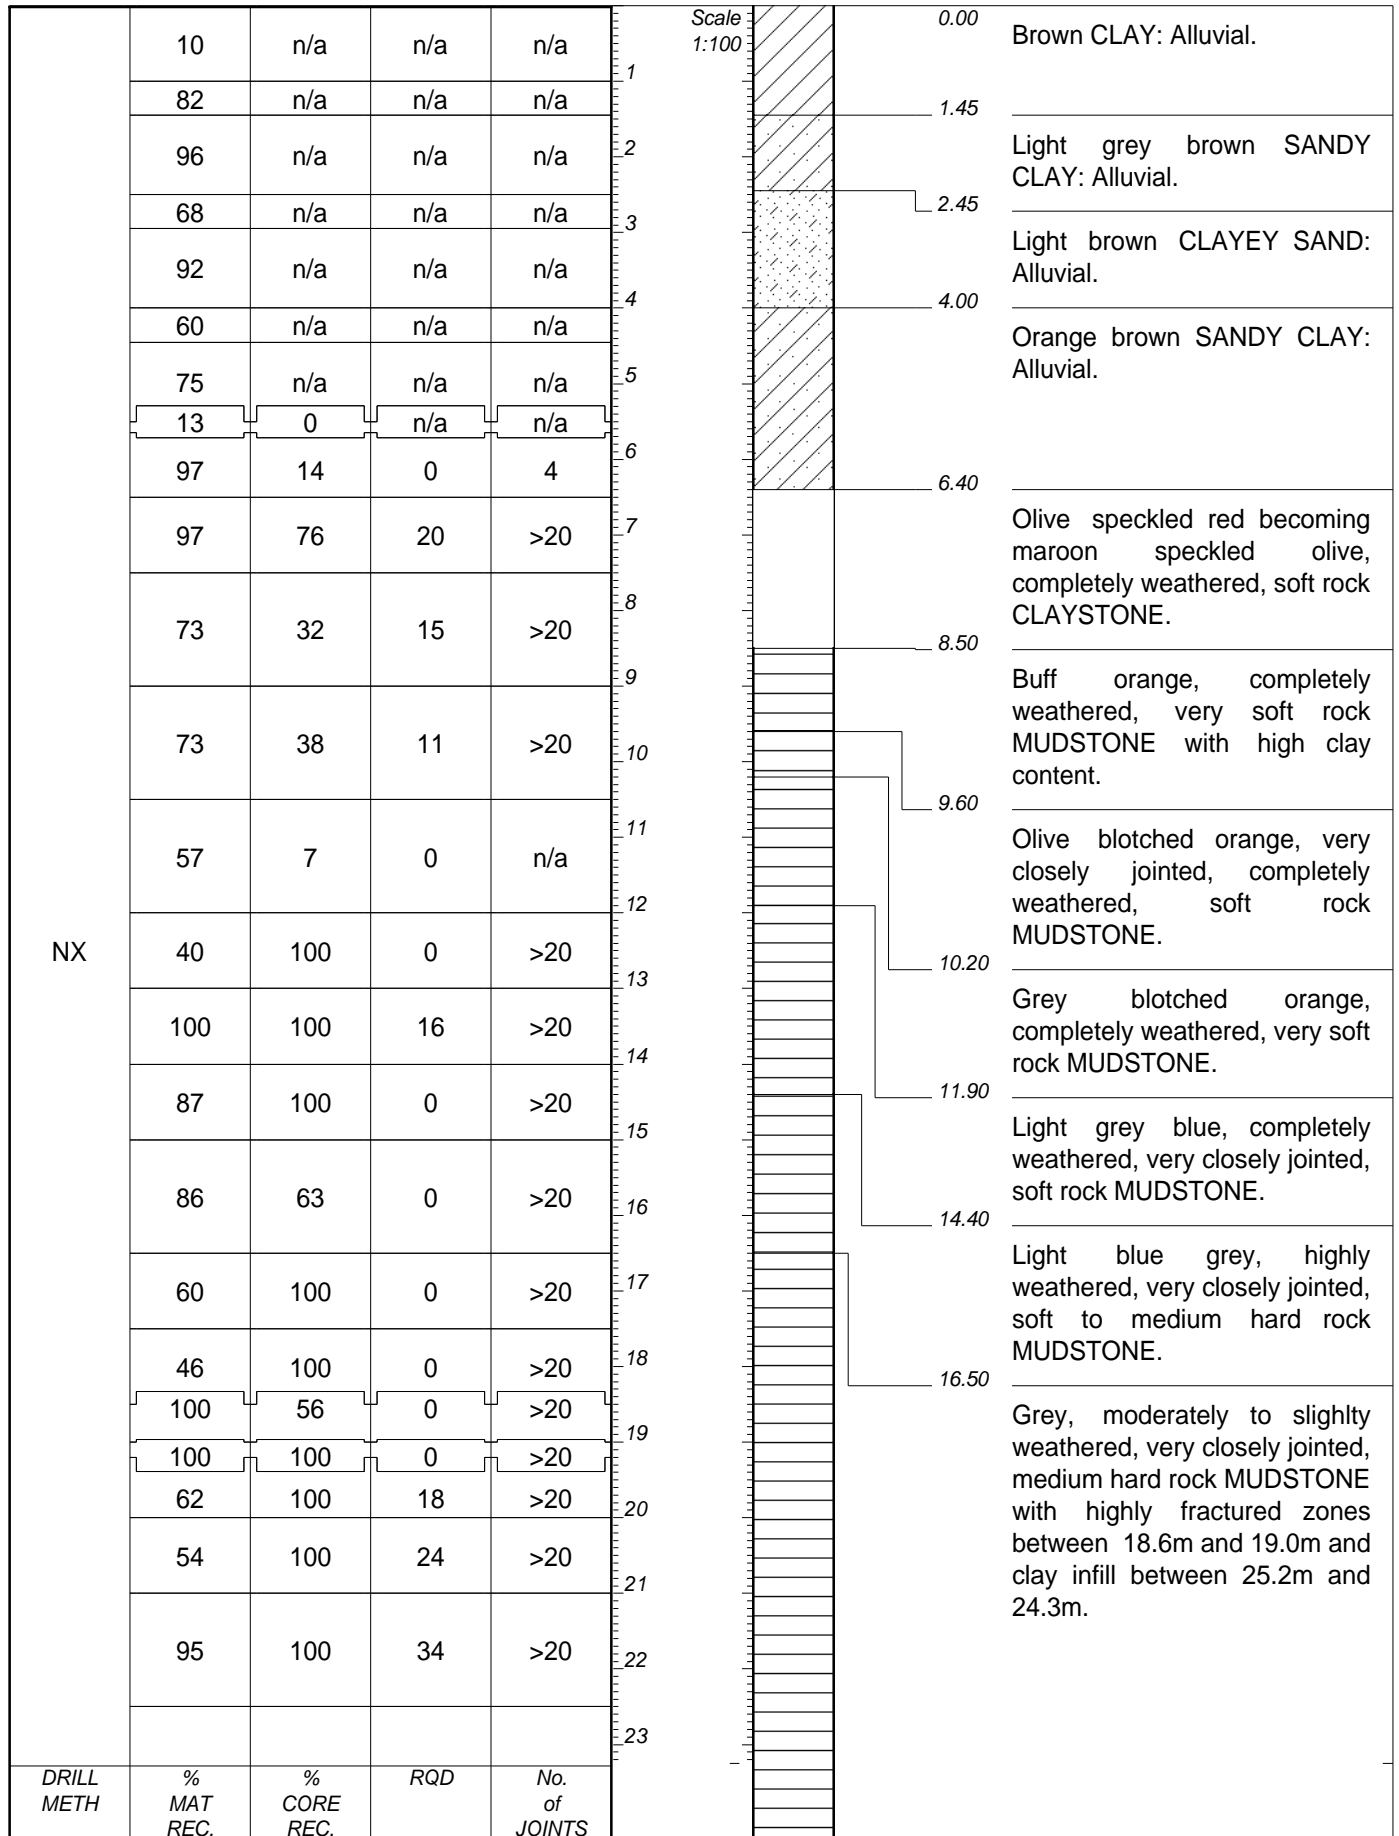 Scale
1:100
0.00
Brown CLAY: Alluvial.
10 n/a n/a n/a
1
82 n/a n/a n/a
1.45
Light grey brown SANDY
CLAY: Alluvial.
96 n/a n/a n/a
2
2.45
68 n/a n/a n/a
3
Light brown CLAYEY SAND:
Alluvial.
92 n/a n/a n/a
4
4.00
60 n/a n/a n/a
Orange brown SANDY CLAY:
Alluvial.
75 n/a n/a n/a
5
13 0 n/a n/a
6
97 14 0 4
6.40
Olive speckled red becoming
maroon speckled olive,
completely weathered, soft rock
CLAYSTONE.
97 76 20 >20
7
8
73 32 15 >20
8.50
9
Buff orange, completely
weathered, very soft rock
MUDSTONE with high clay
content.
73 38 11 >20
10
9.60
11
Olive blotched orange, very
closely jointed, completely
weathered, soft rock
MUDSTONE.
57 7 0 n/a
12
NX
40 100 0 >20
10.20
13
Grey blotched orange,
completely weathered, very soft
rock MUDSTONE.
100 100 16 >20
14
11.90
87 100 0 >20
15
Light grey blue, completely
weathered, very closely jointed,
soft rock MUDSTONE.
86 63 0 >20
16
14.40
Light blue grey, highly
weathered, very closely jointed,
soft to medium hard rock
MUDSTONE.
60 100 0 >20
17
46 100 0 >20
18
16.50
100 56 0 >20
19
Grey, moderately to slighlty
weathered, very closely jointed,
medium hard rock MUDSTONE
with highly fractured zones
between 18.6m and 19.0m and
clay infill between 25.2m and
24.3m.
100 100 0 >20
62 100 18 >20
20
54 100 24 >20
21
95 100 34 >20
22
23
DRILL
METH
%
MAT
REC.
%
CORE
REC.
RQD
No.
of
JOINTS